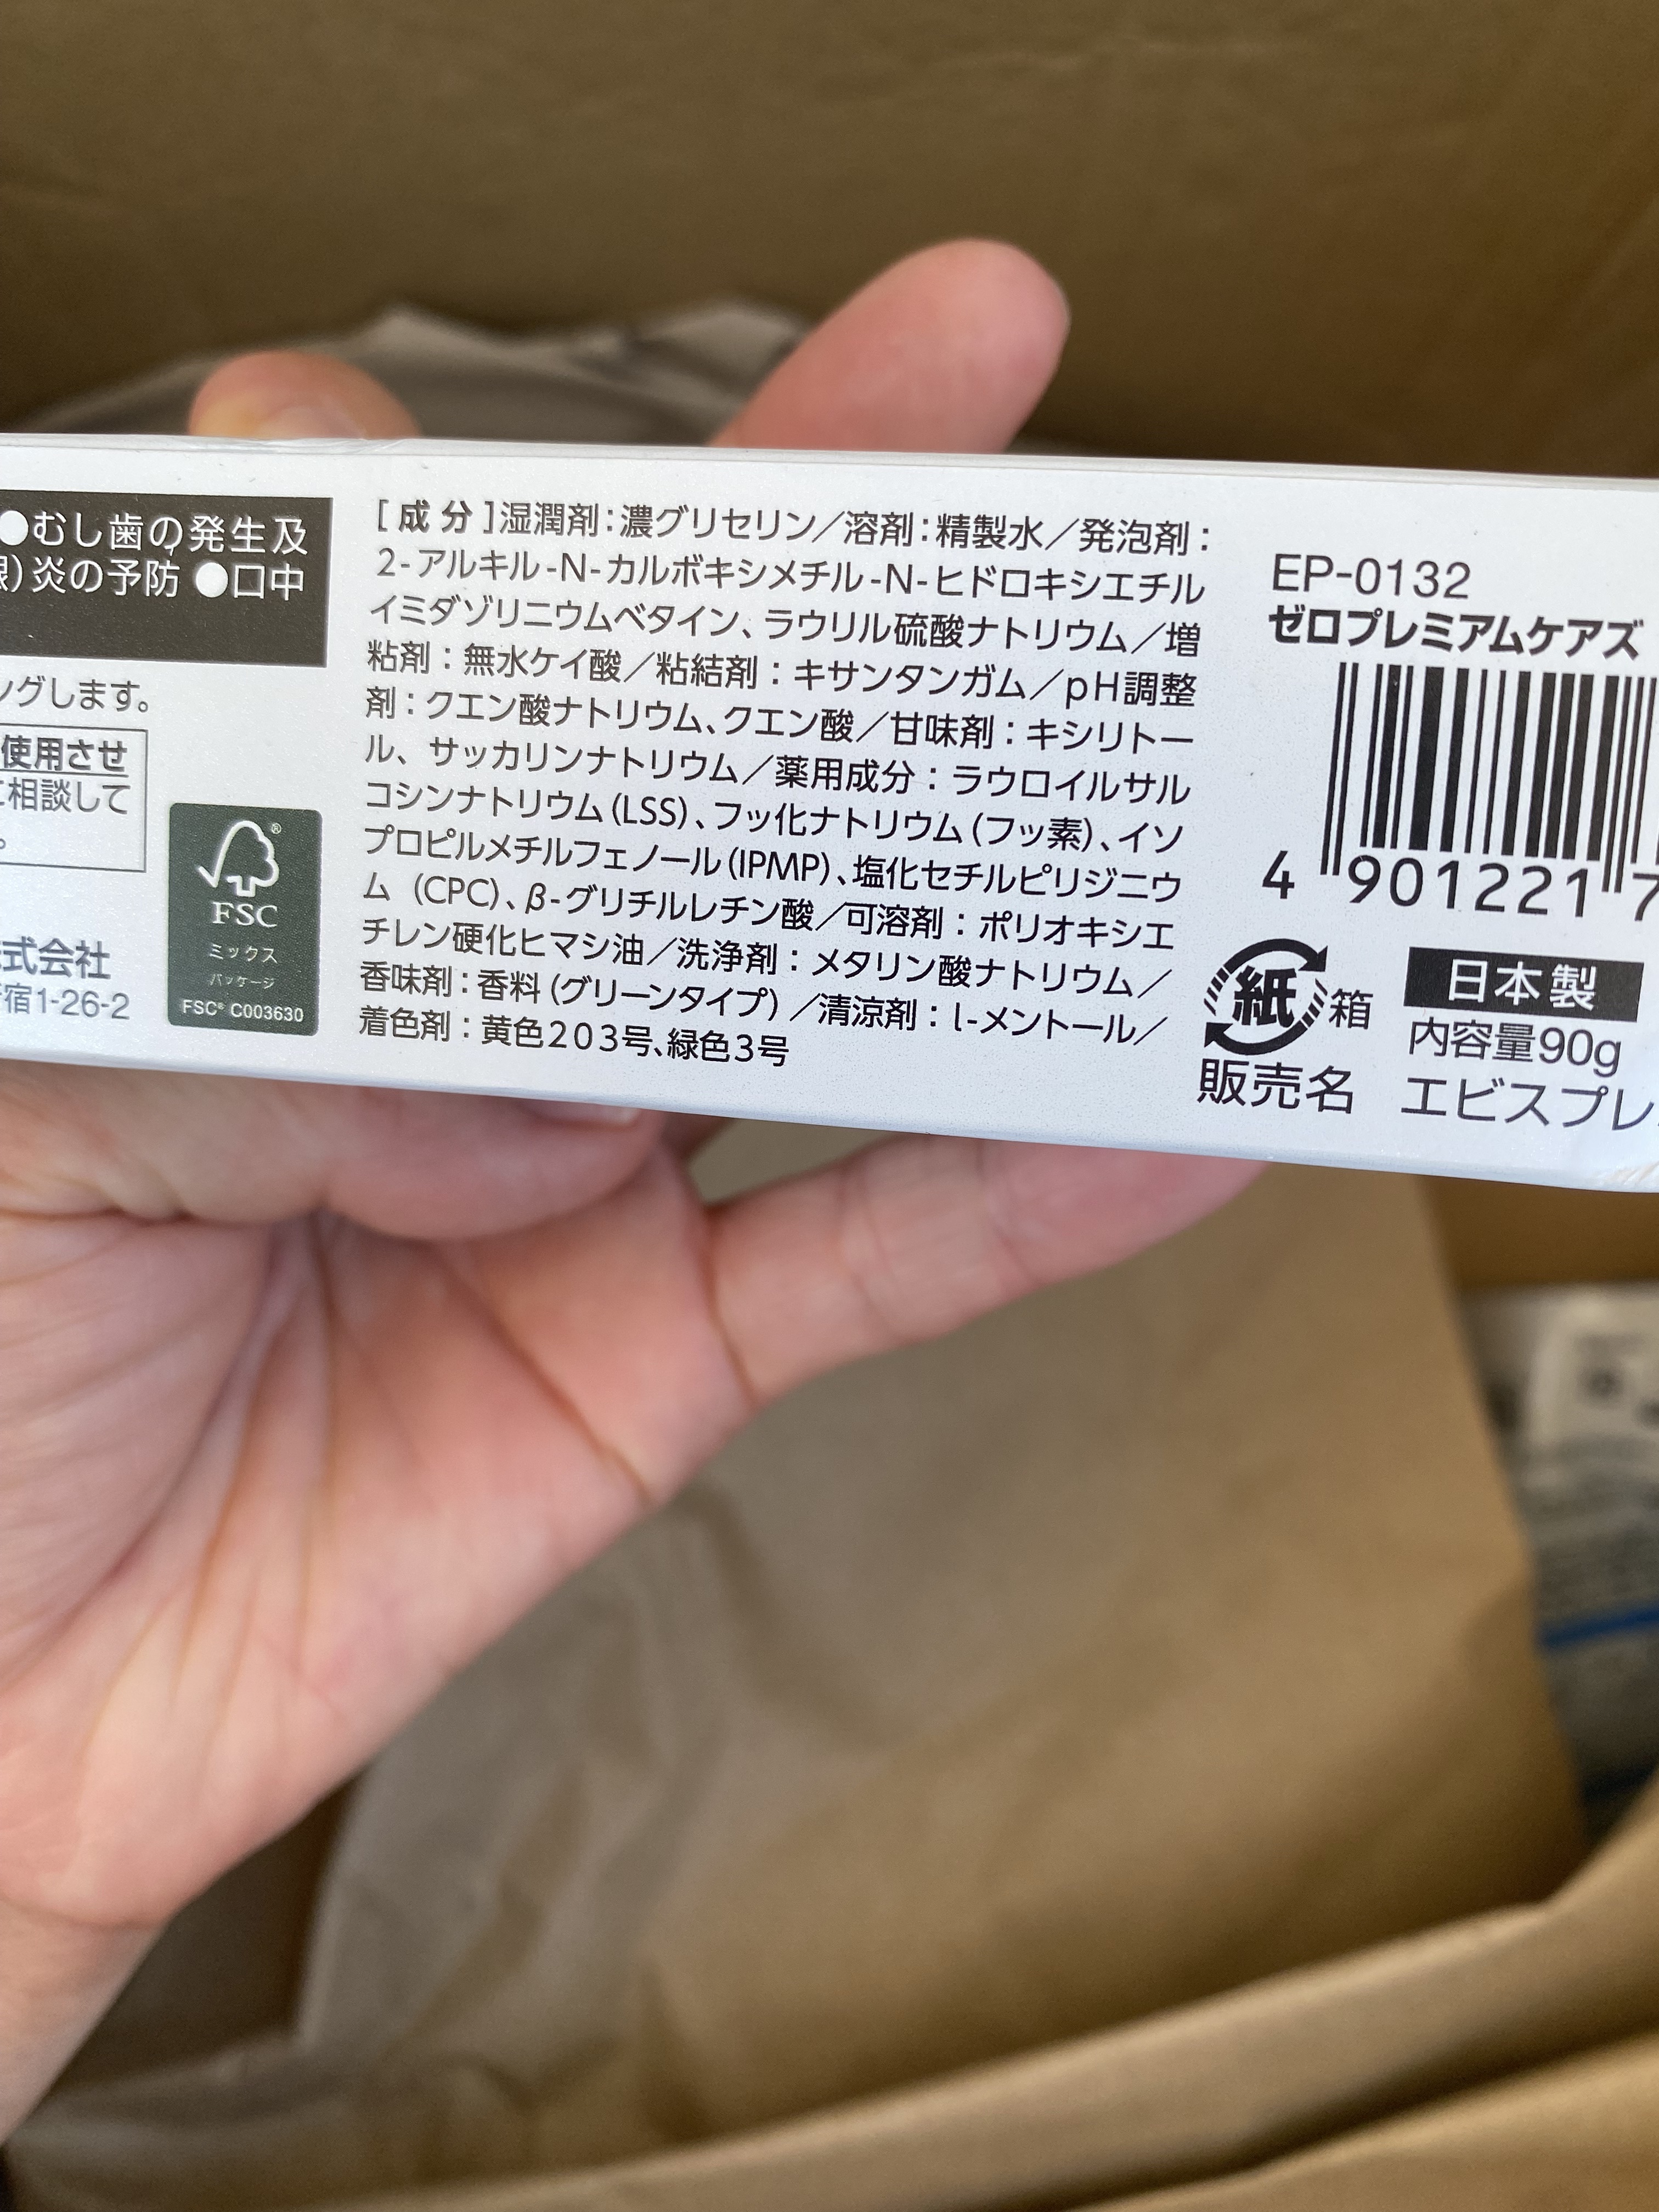 ●むし歯の発生及
炎の予防 ●口中
ングします。
使用させ
に相談して
式会社
宿1-26-2
FSC
ミックス
パッケージ
FSC® C003630
[成分]湿潤剤:濃グリセリン/溶剤:精製水/発泡剤:
2-アルキル-N-カルボキシメチル-N-ヒドロキシエチル
イミダゾリニウムベタイン、ラウリル硫酸ナトリウム/増
粘剤:無水ケイ酸/粘結剤:キサンタンガム/pH調整
剤:クエン酸ナトリウム、クエン酸/甘味剤:キシリトー
ル、サッカリンナトリウム/薬用成分:ラウロイルサル
コシンナトリウム(LSS)、フッ化ナトリウム(フッ素)、イソ
プロピルメチルフェノール(IPMP)、塩化セチルピリジニウ
ム (CPC)、β-グリチルレチン酸/可溶剤:ポリオキシエ
チレン硬化ヒマシ油/洗浄剤:メタリン酸ナトリウム/
香味剤:香料(グリーンタイプ)/清涼剤:l-メントール/
着色剤:黄色203号、緑色3号
EP-0132
ゼロプレミアムケアズ
4 901221 7
紙 箱
日本製
内容量90g
販売名 エビスプレ